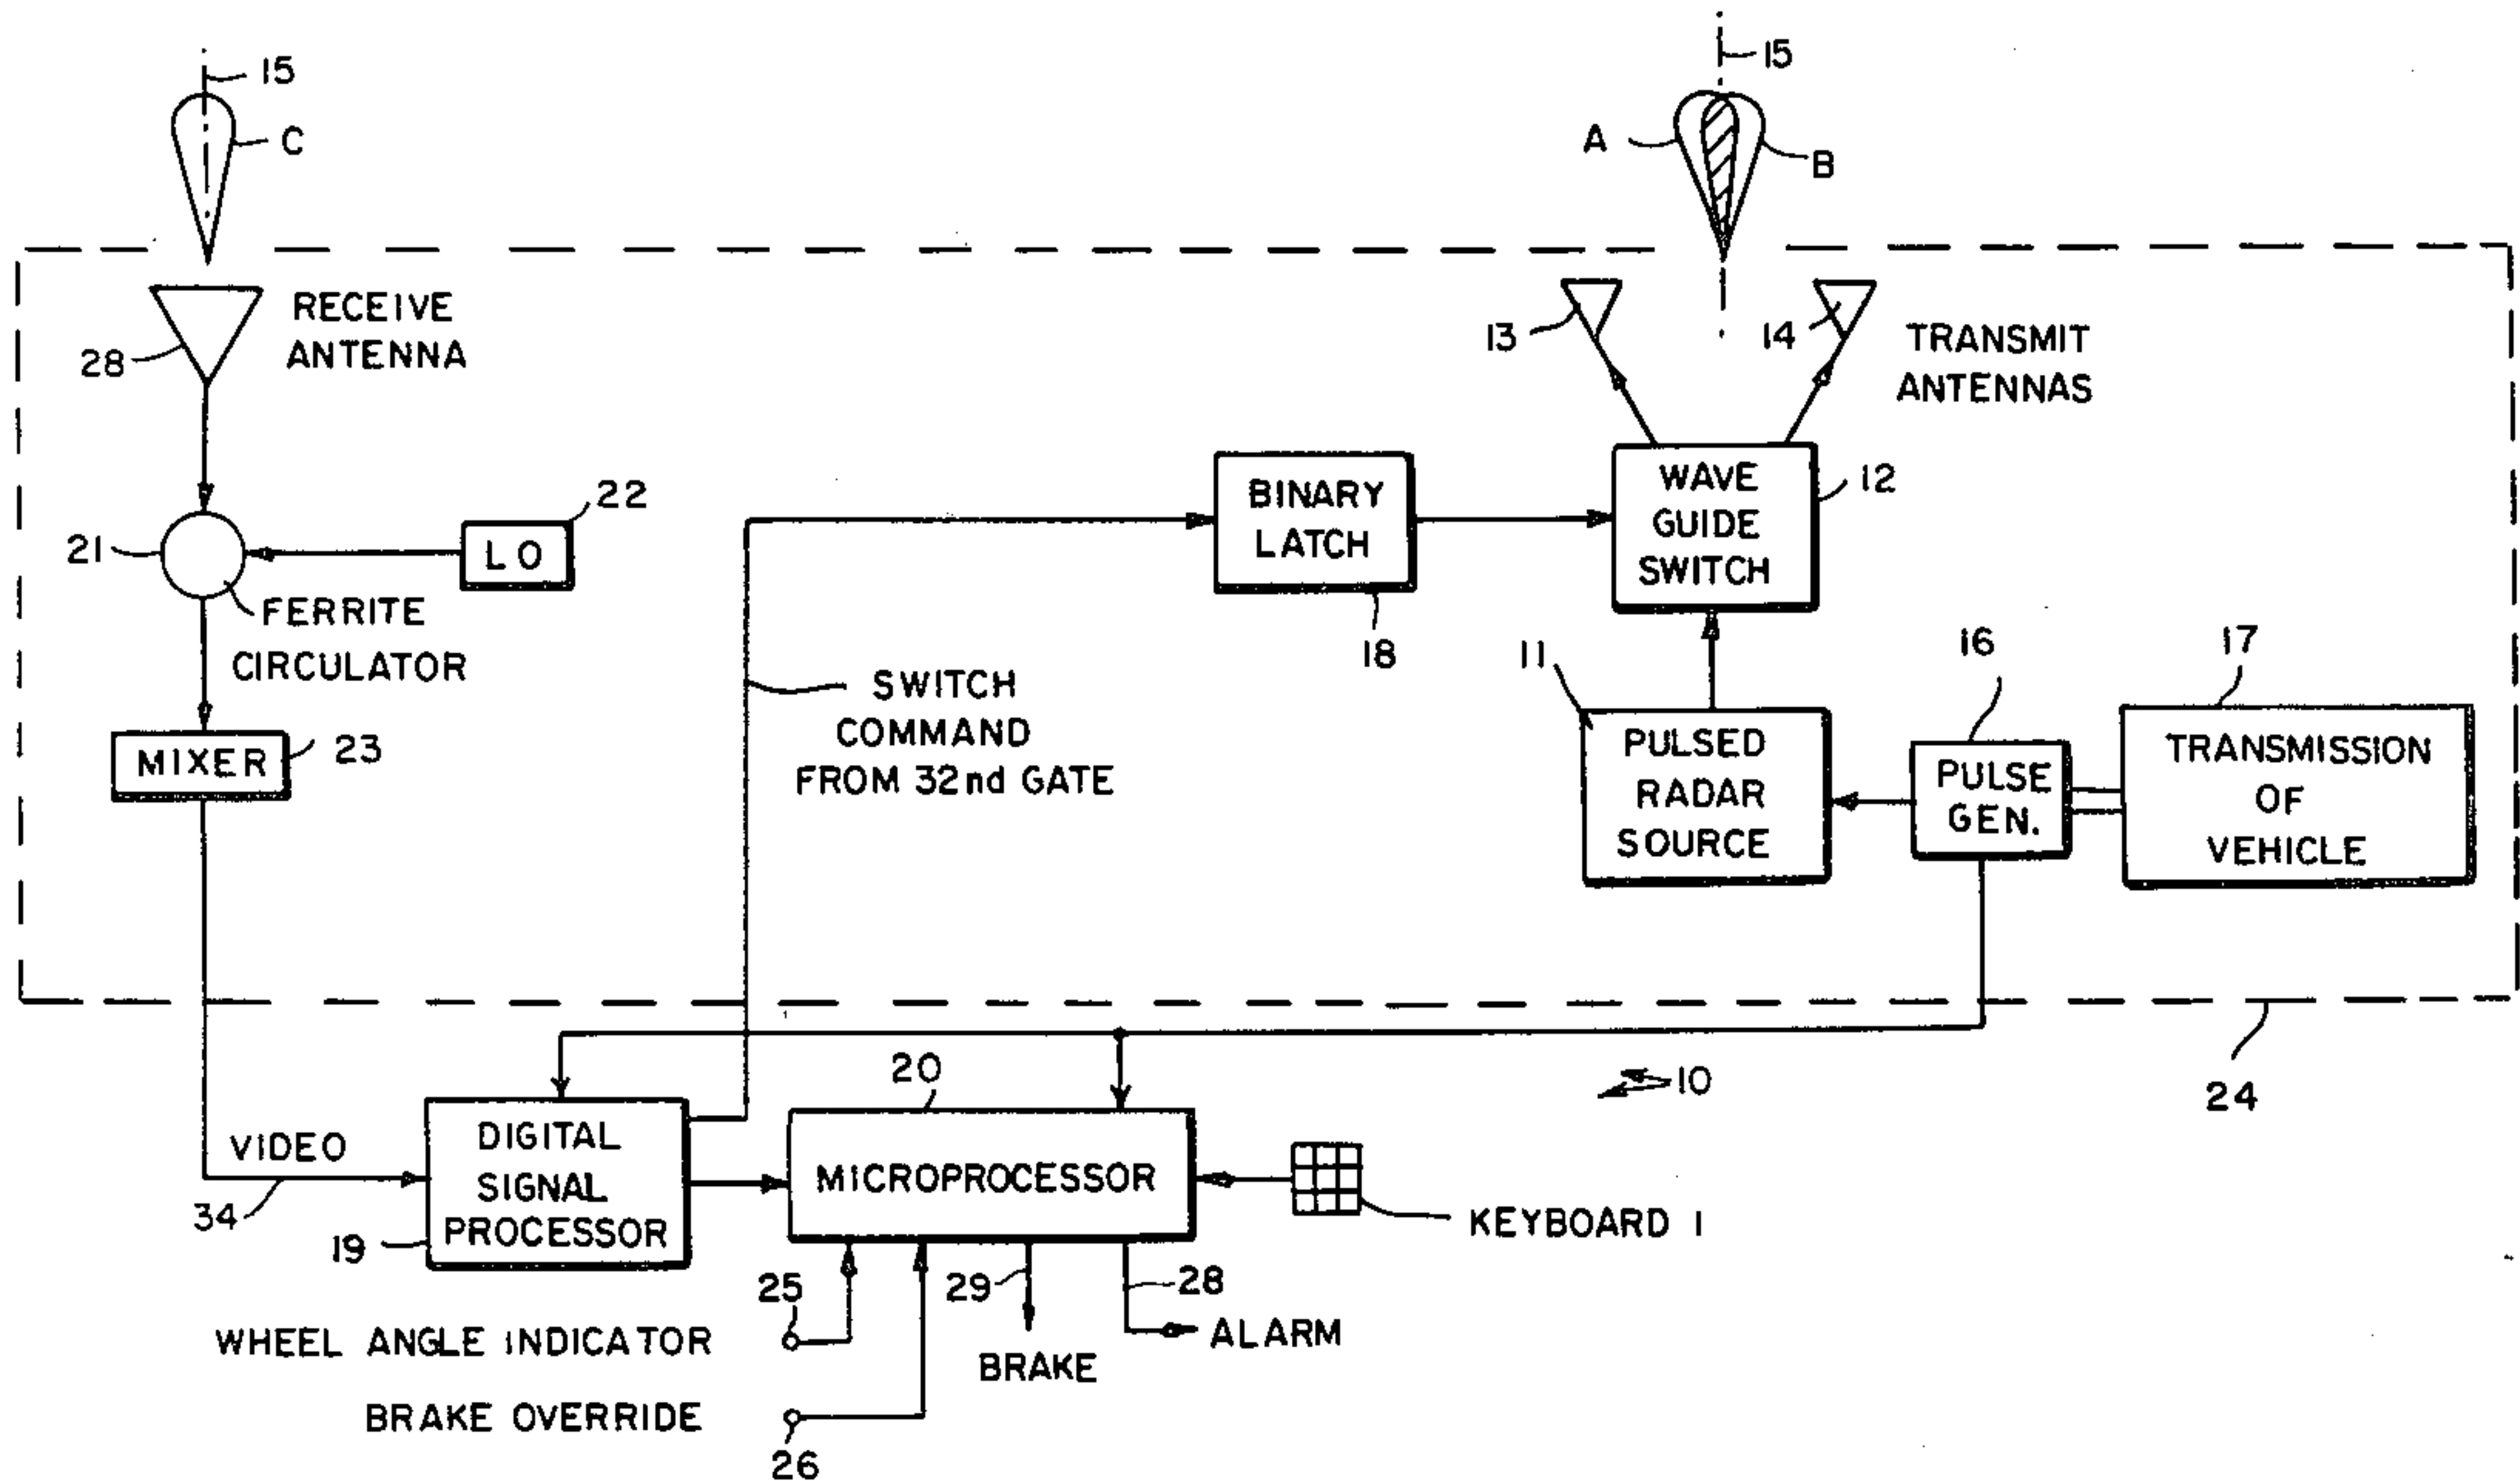 15
C
15
A
B
RECEIVE
ANTENNA
28
13
14
TRANSMIT
ANTENNAS
22
LO
21
FERRITE
CIRCULATOR
BINARY
LATCH
18
WAVE
GUIDE
SWITCH
12
MIXER
23
SWITCH
COMMAND
FROM 32nd GATE
11
PULSED
RADAR
SOURCE
16
PULSE
GEN.
17
TRANSMISSION
OF
VEHICLE
24
10
VIDEO
34
19
DIGITAL
SIGNAL
PROCESSOR
20
MICROPROCESSOR
KEYBOARD 1
25
WHEEL ANGLE INDICATOR
BRAKE OVERRIDE
26
29
BRAKE
28
ALARM